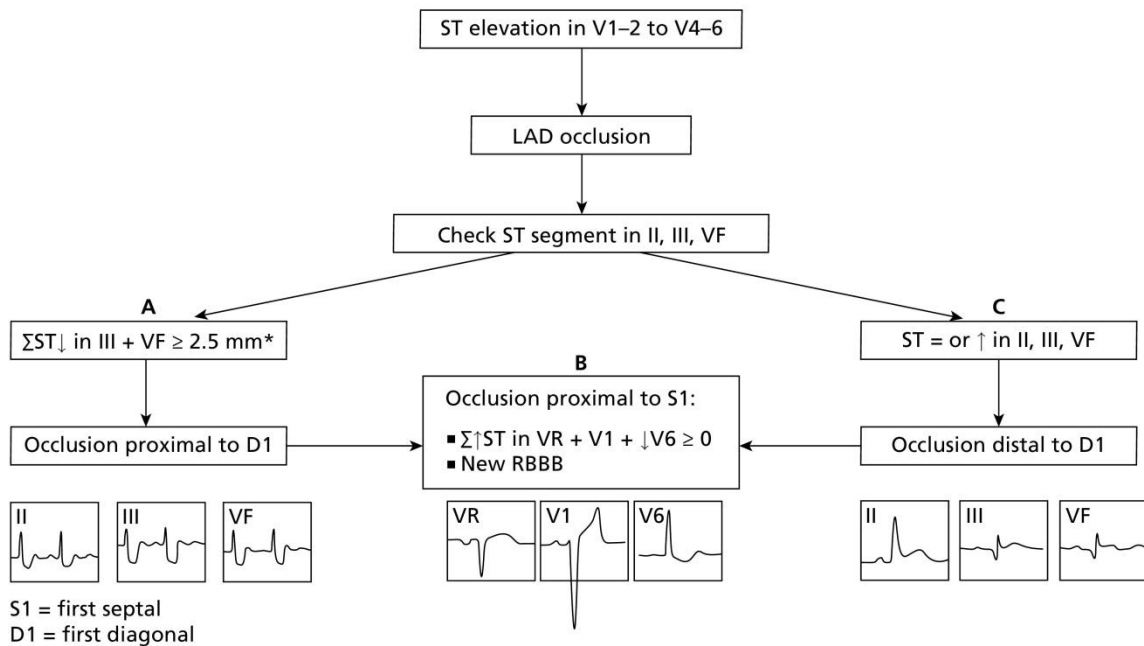 ST elevation in V1–2 to V4–6
LAD occlusion
Check ST segment in II, III, VF
A
∑ST↓ in III + VF ≥ 2.5 mm*
Occlusion proximal to D1
B
Occlusion proximal to S1:
▪ ∑↑ST in VR + V1 + ↓V6 ≥ 0
▪ New RBBB
C
ST = or ↑ in II, III, VF
Occlusion distal to D1
II
III
VF
VR
V1
V6
II
III
VF
S1 = first septal
D1 = first diagonal